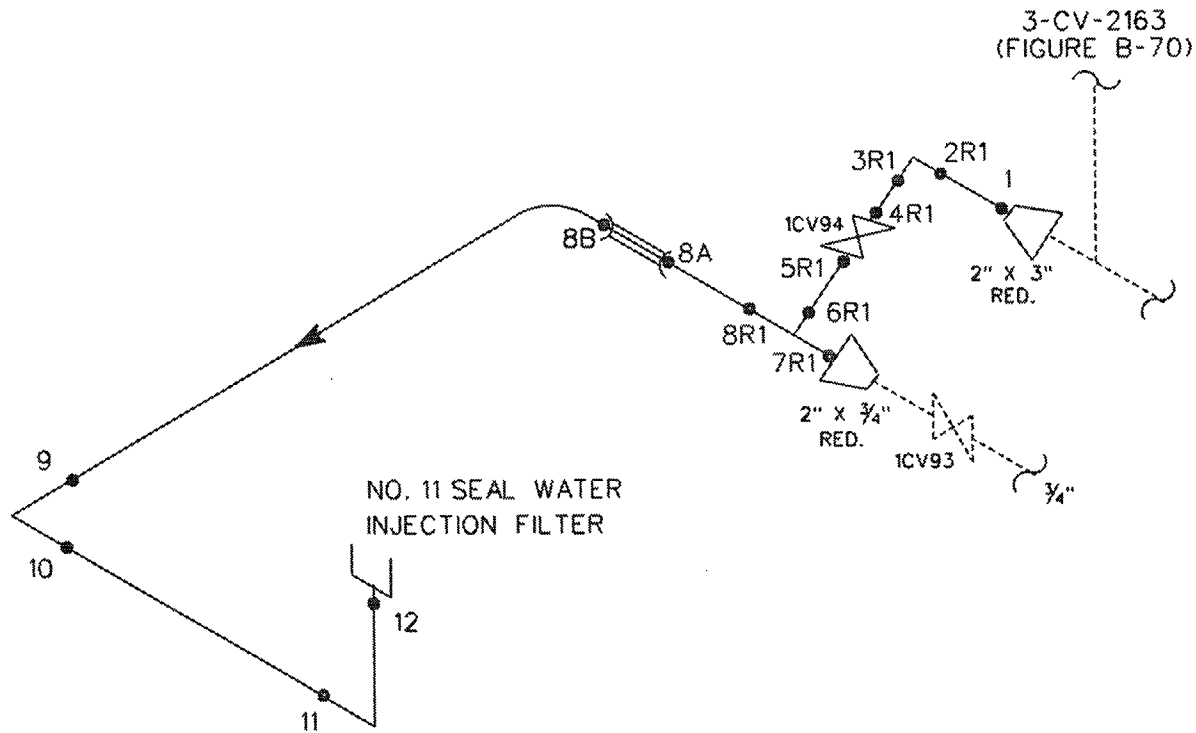 3-CV-2163
(FIGURE B-70)
2R1
3R1
1
4R1
1CV94
8B
8A
5R1
2" X 3"
RED.
6R1
8R1
7R1
2" X ¾"
RED.
1CV93
¾"
9
NO. 11 SEAL WATER
INJECTION FILTER
10
12
11